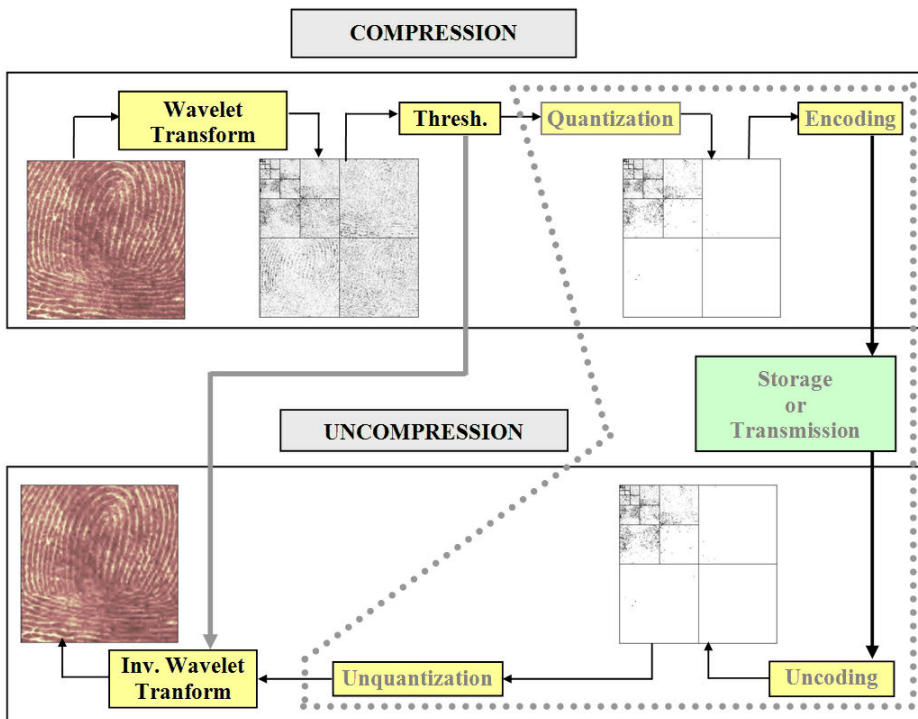 COMPRESSION
Wavelet
Transform
Thresh.
Quantization
Encoding
Storage
or
Transmission
UNCOMPRESSION
Inv. Wavelet
Tranform
Unquantization
Uncoding